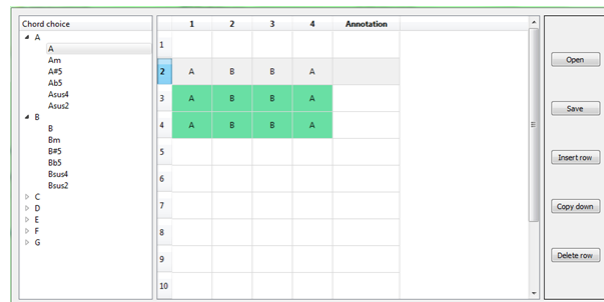 Chord choice
A
A
Am
A#5
Ab5
Asus4
Asus2
B
B
Bm
B#5
Bb5
Bsus4
Bsus2
C
D
E
F
G
1 2 3 4 Annotation
1
2 A B B A
3 A B B A
4 A B B A
5
6
7
8
9
10
Open
Save
Insert row
Copy down
Delete row